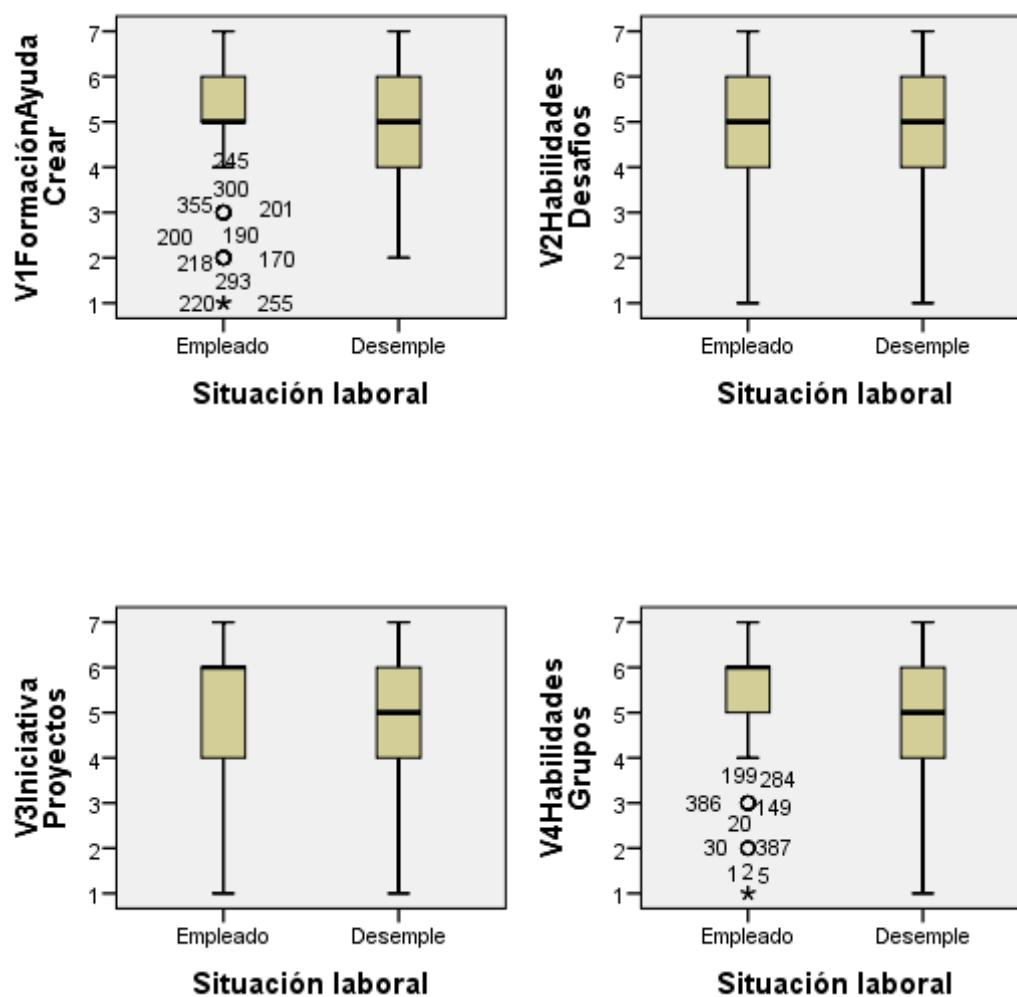 V1FormaciónAyuda
Crear
7
6
5
4
3
2
1
245
300
355
201
200
190
218
170
293
220
255
Empleado
Desemple
Situación laboral
V2Habilidades
Desafios
7
6
5
4
3
2
1
Empleado
Desemple
Situación laboral
V3Iniciativa
Proyectos
7
6
5
4
3
2
1
Empleado
Desemple
Situación laboral
V4Habilidades
Grupos
7
6
5
4
3
2
1
199
284
386
149
20
30
387
1
2
5
Empleado
Desemple
Situación laboral